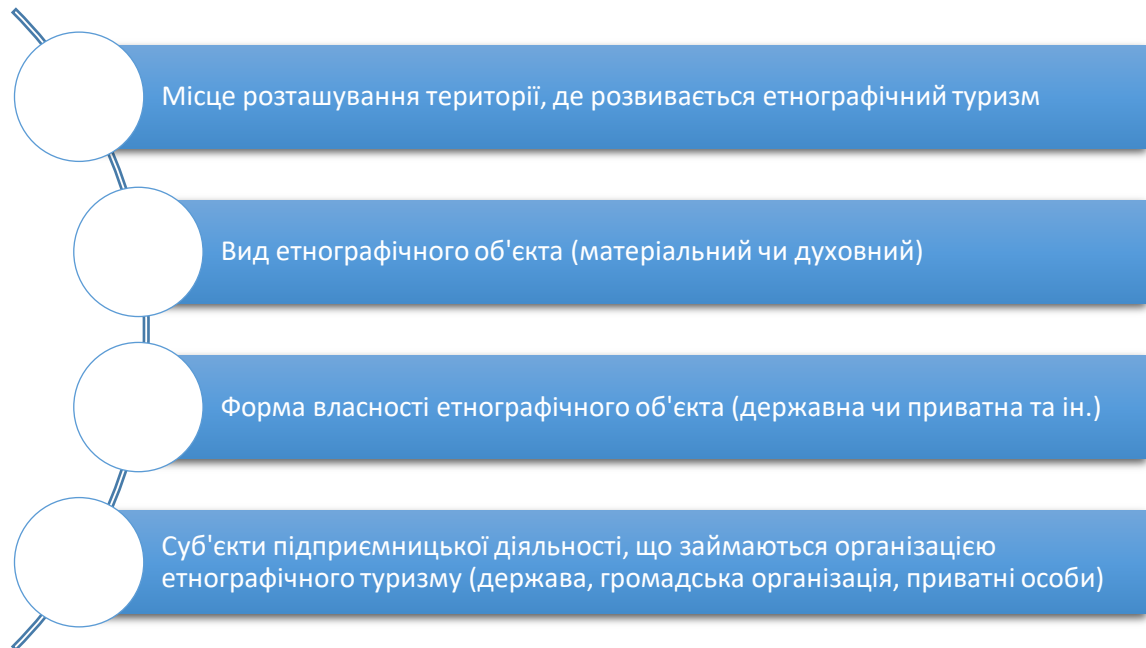 Місце розташування території, де розвивається етнографічний туризм
Вид етнографічного об'єкта (матеріальний чи духовний)
Форма власності етнографічного об'єкта (державна чи приватна та ін.)
Суб'єкти підприємницької діяльності, що займаються організацією
етнографічного туризму (держава, громадська організація, приватні особи)